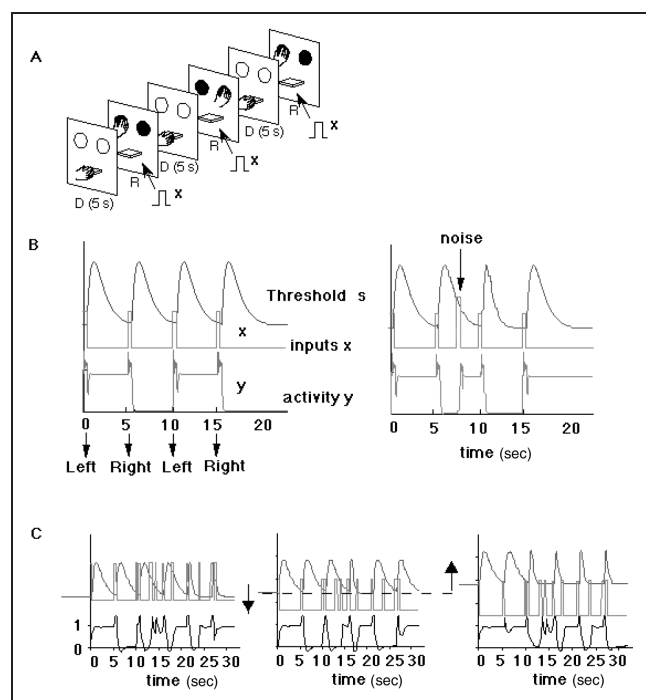 A
D (5 s)
R
x
D (5 s)
R
x
D (5 s)
R
x
B
noise
Threshold s
x
inputs x
y
activity y
0 5 10 15 20
0 5 10 15 20
Left Right Left Right
time (sec)
C
1
0
0 5 10 15 20 25 30
0 5 10 15 20 25 30
0 5 10 15 20 25 30
time (sec)
time (sec)
time (sec)